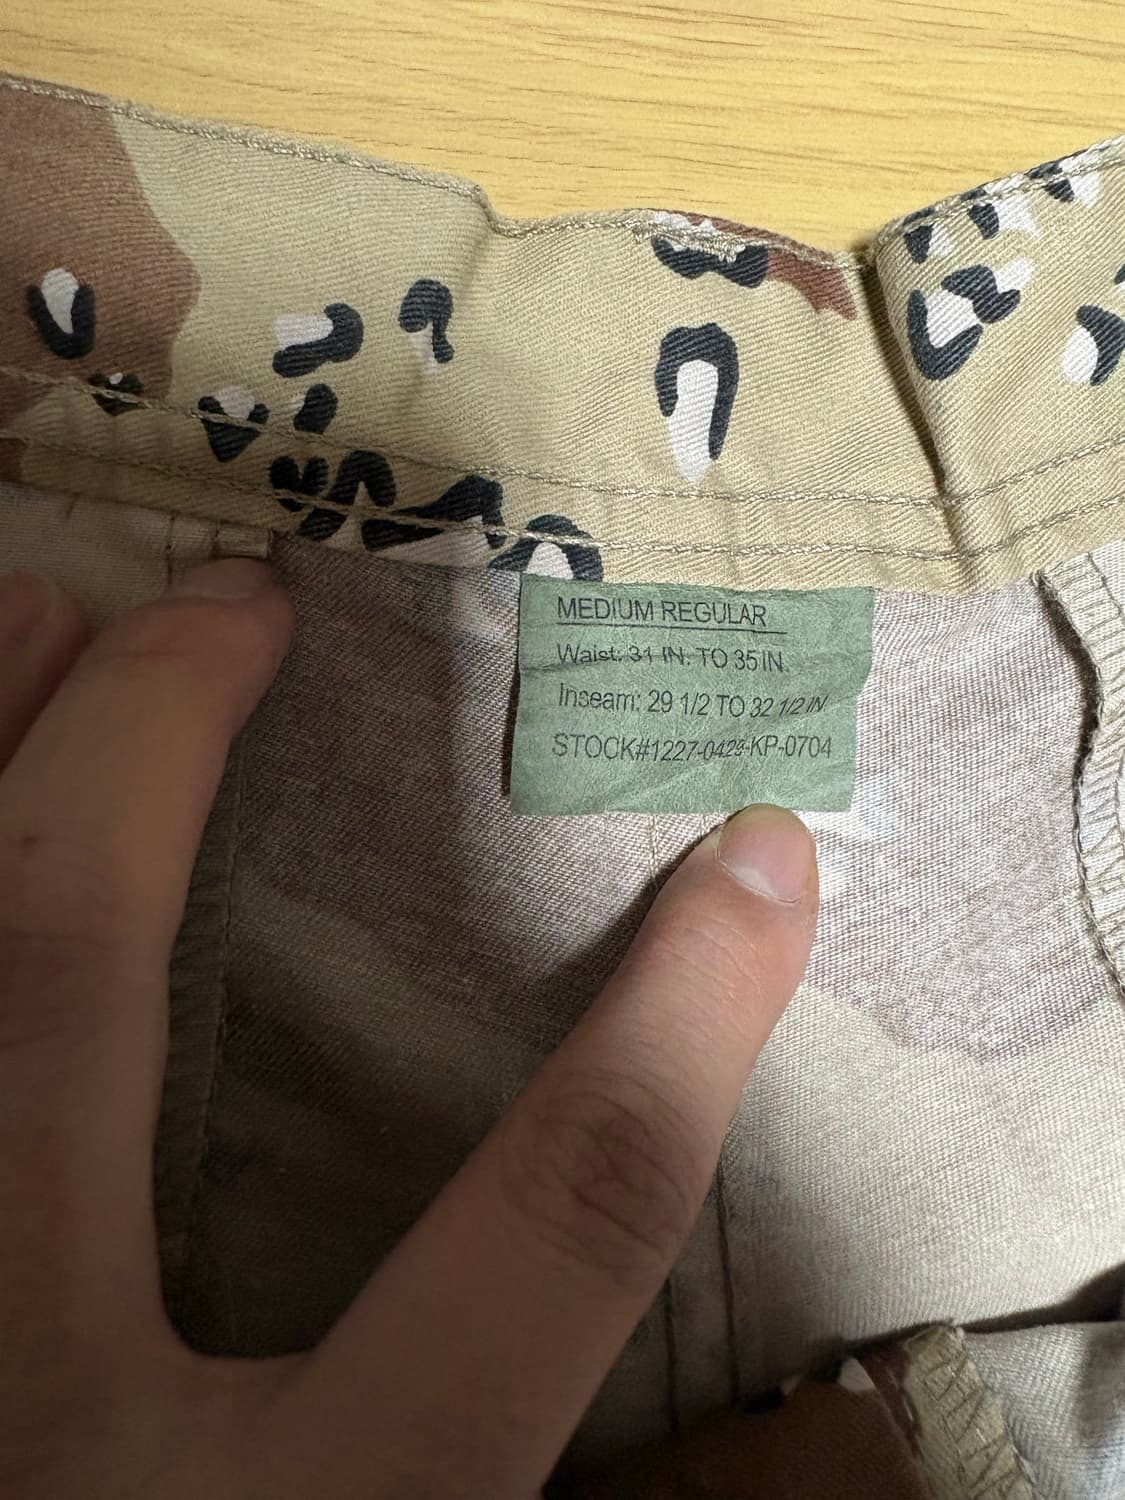 MEDIUM REGULAR
Waist: 31 IN. TO 35 IN.
Inseam: 29 1/2 TO 32 1/2 IN
STOCK#1227-0429-KP-0704